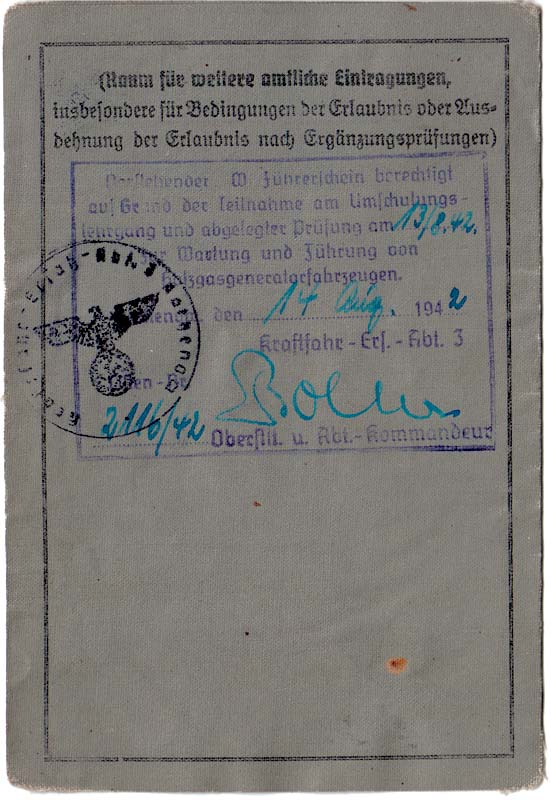 (Raum für weitere amtliche Eintragungen,
insbesondere für Bedingungen der Erlaubnis oder Aus-
dehnung der Erlaubnis nach Ergänzungsprüfungen)
Vorstehender W Führerschein berechtigt
auf Grund der Teilnahme am Umschulungs-
lehrgang und abgelegter Prüfung am 13/8.42.
zur Wartung und Führung von
Holzgasgeneratorfahrzeugen.
den 14 Aug. 1942
Kraftfahr-Ers.-Abt. 3
2116/42
Oberstlt. u. Abt.-Kommandeur